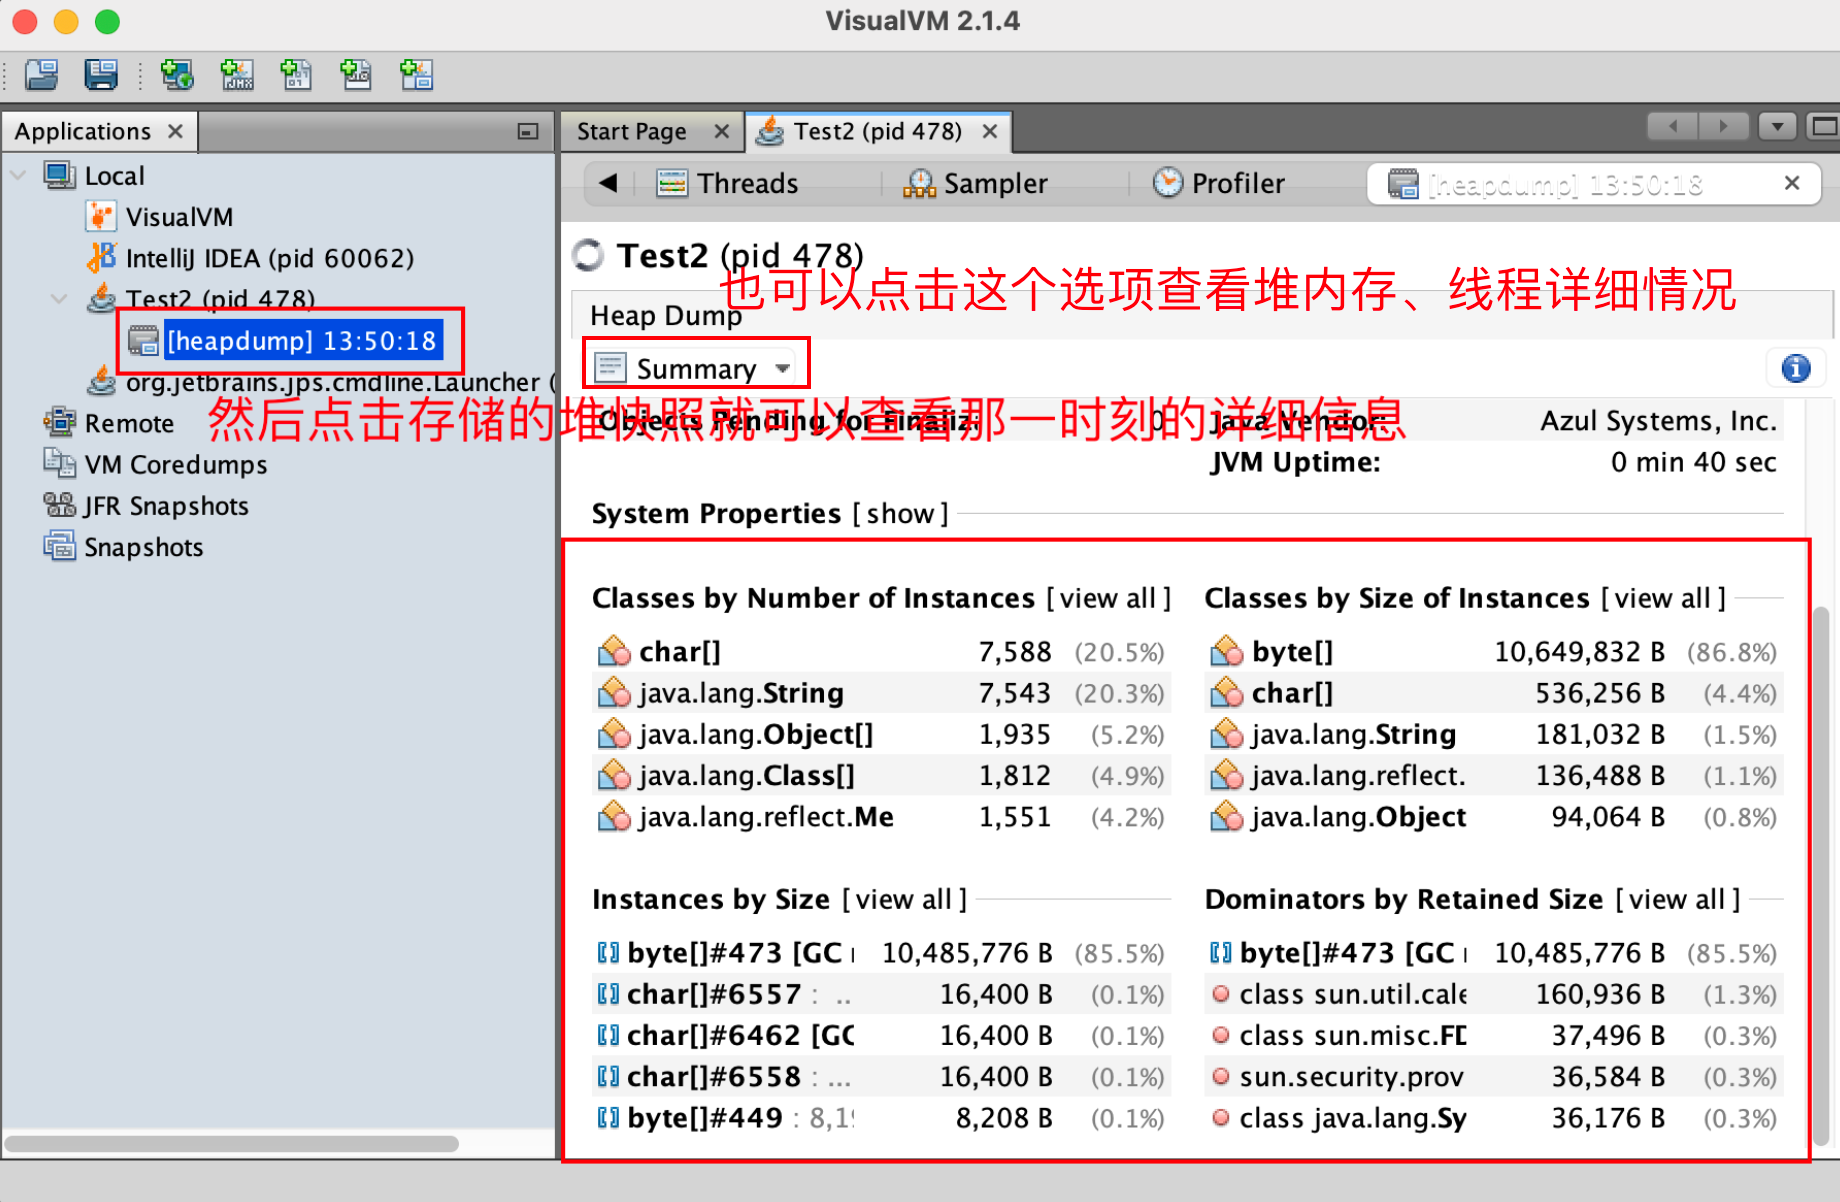 VisualVM 2.1.4
Applications
Start Page
Test2 (pid 478)
Local
VisualVM
IntelliJ IDEA (pid 60062)
Test2 (pid 478)
[heapdump] 13:50:18
org.jetbrains.jps.cmdline.Launcher (
Remote
VM Coredumps
JFR Snapshots
Snapshots
Threads
Sampler
Profiler
[heapdump] 13:50:18
Test2 (pid 478)
也可以点击这个选项查看堆内存、线程详细情况
Heap Dump
Summary
然后点击存储的堆快照就可以查看那一时刻的详细信息
Objects Pending for Finaliz: 0
Java Vendor: Azul Systems, Inc.
JVM Uptime: 0 min 40 sec
System Properties [show]
Classes by Number of Instances [view all]
char[] 7,588 (20.5%)
java.lang.String 7,543 (20.3%)
java.lang.Object[] 1,935 (5.2%)
java.lang.Class[] 1,812 (4.9%)
java.lang.reflect.Me 1,551 (4.2%)
Classes by Size of Instances [view all]
byte[] 10,649,832 B (86.8%)
char[] 536,256 B (4.4%)
java.lang.String 181,032 B (1.5%)
java.lang.reflect. 136,488 B (1.1%)
java.lang.Object 94,064 B (0.8%)
Instances by Size [view all]
byte[]#473 [GC 10,485,776 B (85.5%)
char[]#6557 : .. 16,400 B (0.1%)
char[]#6462 [GC 16,400 B (0.1%)
char[]#6558 : ... 16,400 B (0.1%)
byte[]#449 : 8,19 8,208 B (0.1%)
Dominators by Retained Size [view all]
byte[]#473 [GC 10,485,776 B (85.5%)
class sun.util.cale 160,936 B (1.3%)
class sun.misc.FD 37,496 B (0.3%)
sun.security.prov 36,584 B (0.3%)
class java.lang.Sy 36,176 B (0.3%)